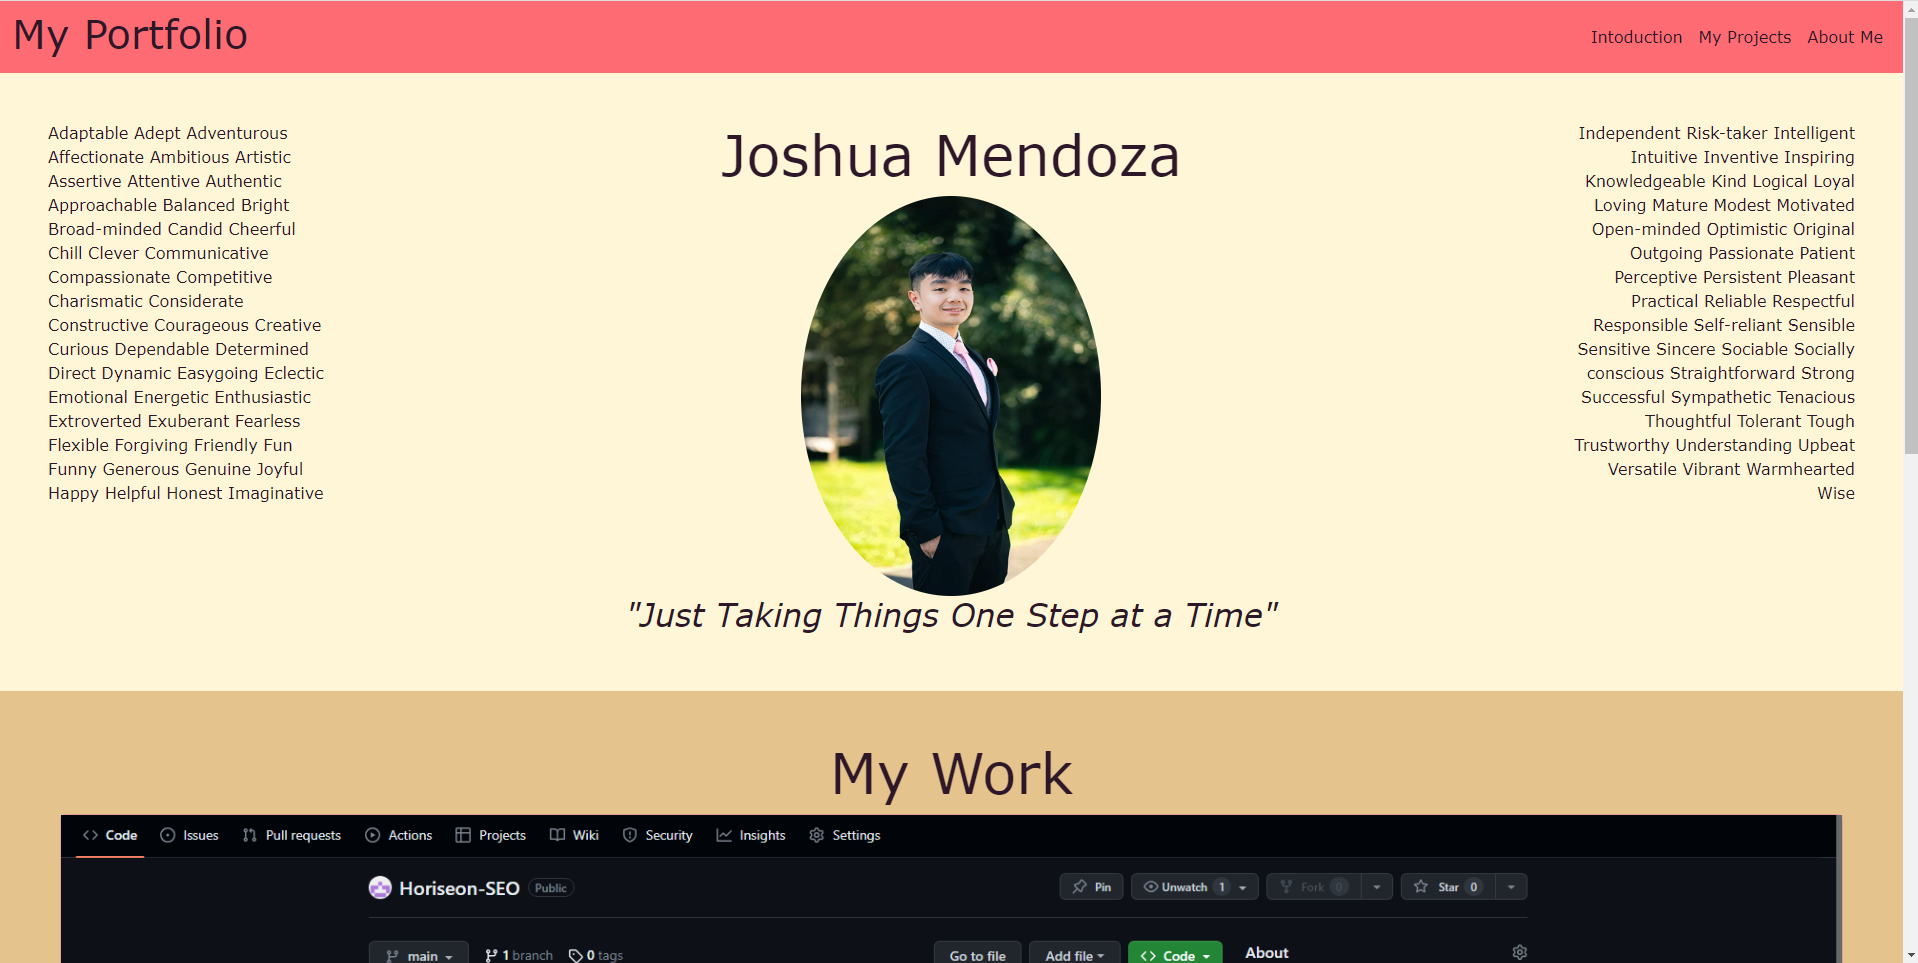 My Portfolio
Intoduction My Projects About Me
Adaptable Adept Adventurous
Affectionate Ambitious Artistic
Assertive Attentive Authentic
Approachable Balanced Bright
Broad-minded Candid Cheerful
Chill Clever Communicative
Compassionate Competitive
Charismatic Considerate
Constructive Courageous Creative
Curious Dependable Determined
Direct Dynamic Easygoing Eclectic
Emotional Energetic Enthusiastic
Extroverted Exuberant Fearless
Flexible Forgiving Friendly Fun
Funny Generous Genuine Joyful
Happy Helpful Honest Imaginative
Joshua Mendoza
"Just Taking Things One Step at a Time"
Independent Risk-taker Intelligent
Intuitive Inventive Inspiring
Knowledgeable Kind Logical Loyal
Loving Mature Modest Motivated
Open-minded Optimistic Original
Outgoing Passionate Patient
Perceptive Persistent Pleasant
Practical Reliable Respectful
Responsible Self-reliant Sensible
Sensitive Sincere Sociable Socially
conscious Straightforward Strong
Successful Sympathetic Tenacious
Thoughtful Tolerant Tough
Trustworthy Understanding Upbeat
Versatile Vibrant Warmhearted
Wise
My Work
Code Issues Pull requests Actions Projects Wiki Security Insights Settings
Horiseon-SEO Public Pin Unwatch 1 Fork 0 Star 0
main 1 branch 0 tags Go to file Add file Code About